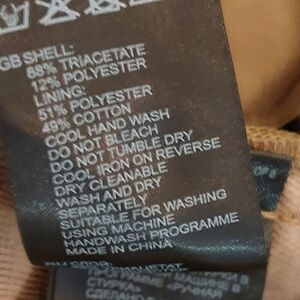 GB SHELL:
88% TRIACETATE
12% POLYESTER
LINING:
51% POLYESTER
49% COTTON
COOL HAND WASH
DO NOT BLEACH
DO NOT TUMBLE DRY
COOL IRON ON REVERSE
DRY CLEANABLE
WASH AND DRY
SEPARATELY
SUITABLE FOR WASHING
USING MACHINE
HANDWASH PROGRAMME
MADE IN CHINA
СТИРКА»